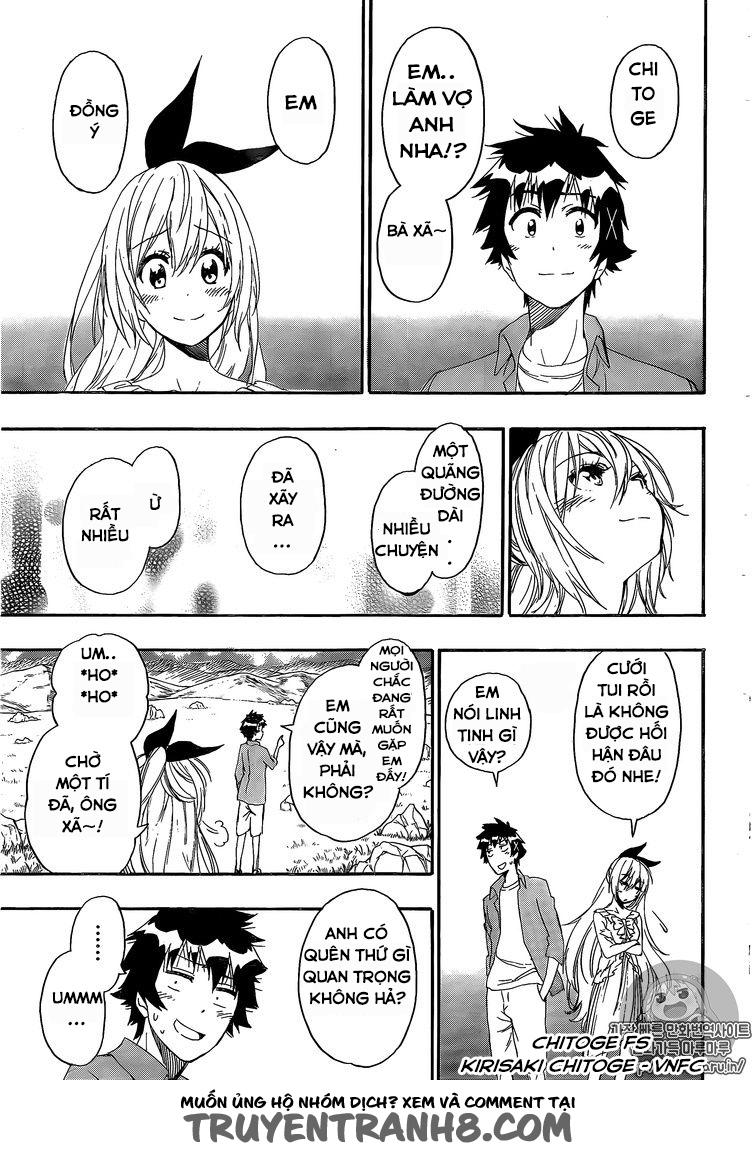 CHI
TO
GE
EM..
LÀM VỢ
ANH
NHA!?
BÀ XÃ~
EM
ĐỒNG
Ý
MỘT
QUÃNG
ĐƯỜNG
DÀI . .
NHIỀU
CHUYỆN
ĐÃ
XÃY
RA
...
Ừ
RẤT
NHIỀU
CƯỚI
TUI RỒI
LÀ KHÔNG
ĐƯỢC HỐI
HẬN ĐÂU
ĐÓ NHE!
EM
NÓI LINH
TINH GÌ
VẬY?
MỌI
NGƯỜI
CHẮC
ĐANG
RẤT
MUỐN
GẶP
EM
ĐẤY!
EM
CŨNG
VẬY MÀ,
PHẢI
KHÔNG?
UM..
*HO*
*HO*
CHỜ
MỘT TÍ
ĐÃ, ÔNG
XÃ~!
ANH CÓ
QUÊN THỨ GÌ
QUAN TRỌNG
KHÔNG HẢ?
......
UMMM
...
CHITOGE FS
KIRISAKI CHITOGE - VNFC
MUỐN ỦNG HỘ NHÓM DỊCH? XEM VÀ COMMENT TẠI
TRUYENTRANH8.COM